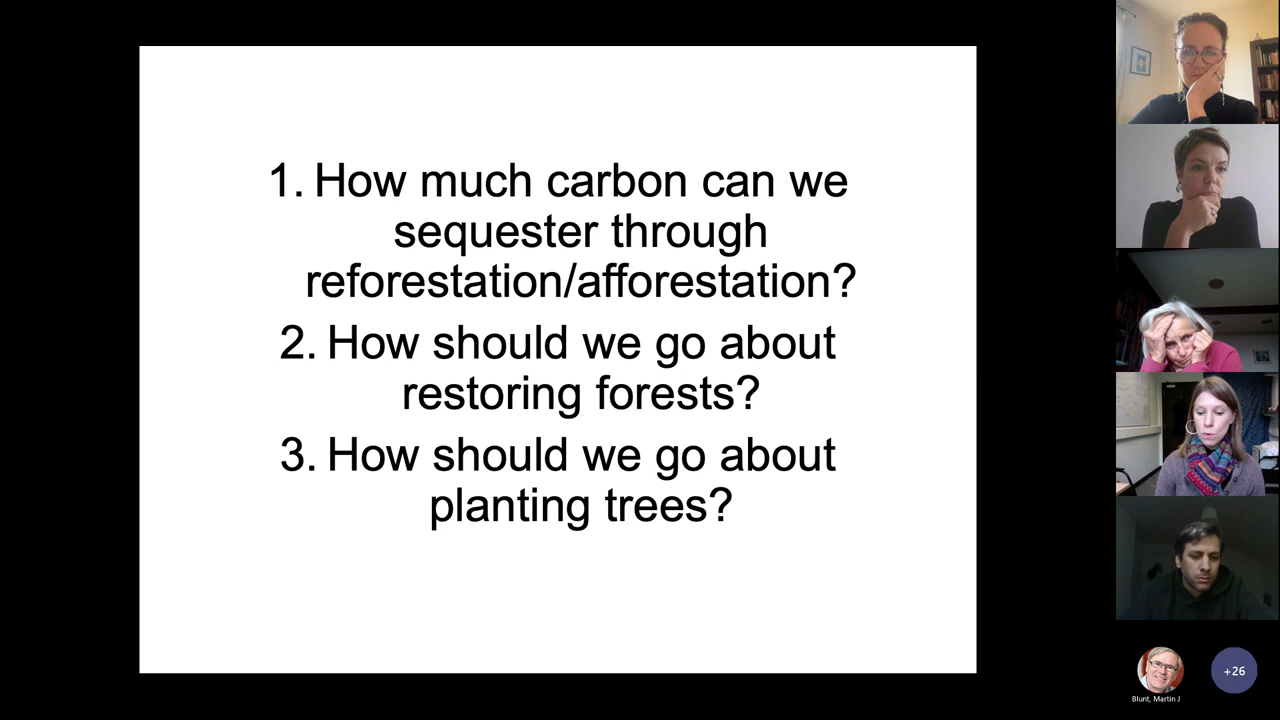 1. How much carbon can we
sequester through
reforestation/afforestation?
2. How should we go about
restoring forests?
3. How should we go about
planting trees?
Blunt, Martin J
+26